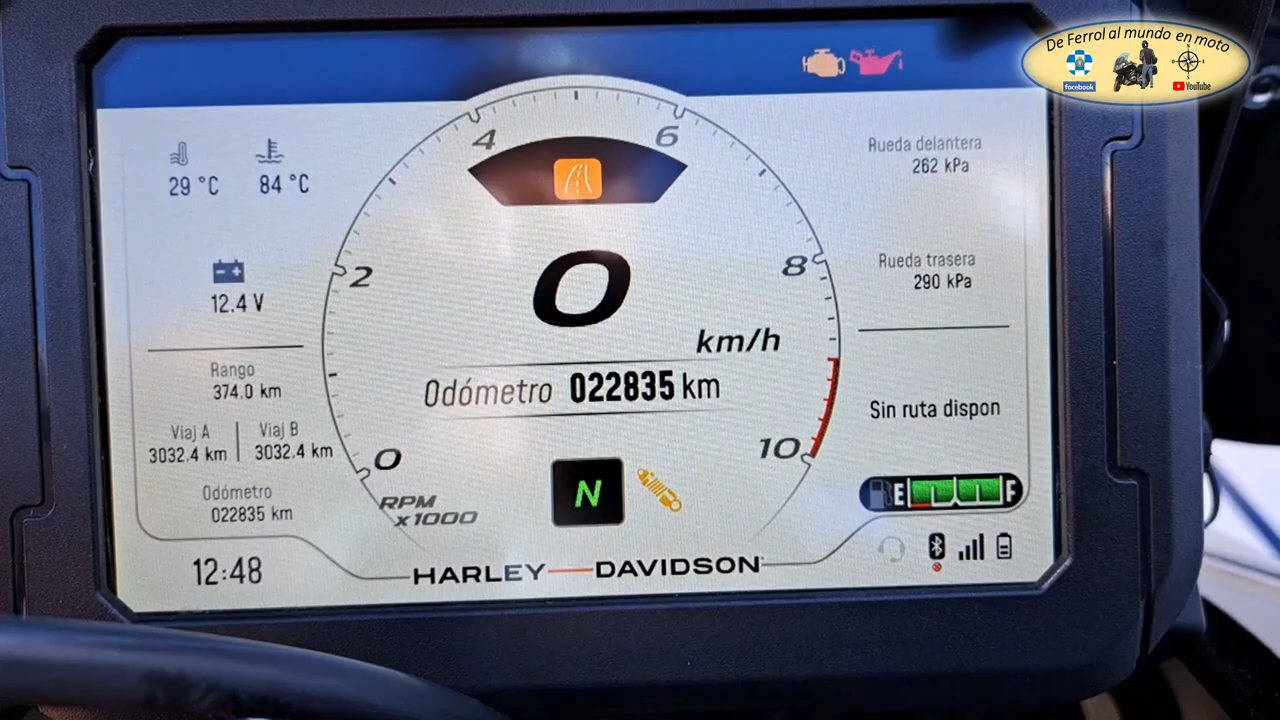 De Ferrol al mundo en moto
facebook
YouTube
29 °C
84 °C
12.4 V
Rango
374.0 km
Viaj A
3032.4 km
Viaj B
3032.4 km
Odómetro
022835 km
12:48
0
2
4
6
8
10
RPM
x1000
0
km/h
Odómetro 022835 km
N
HARLEY DAVIDSON
Rueda delantera
262 kPa
Rueda trasera
290 kPa
Sin ruta dispon
E F